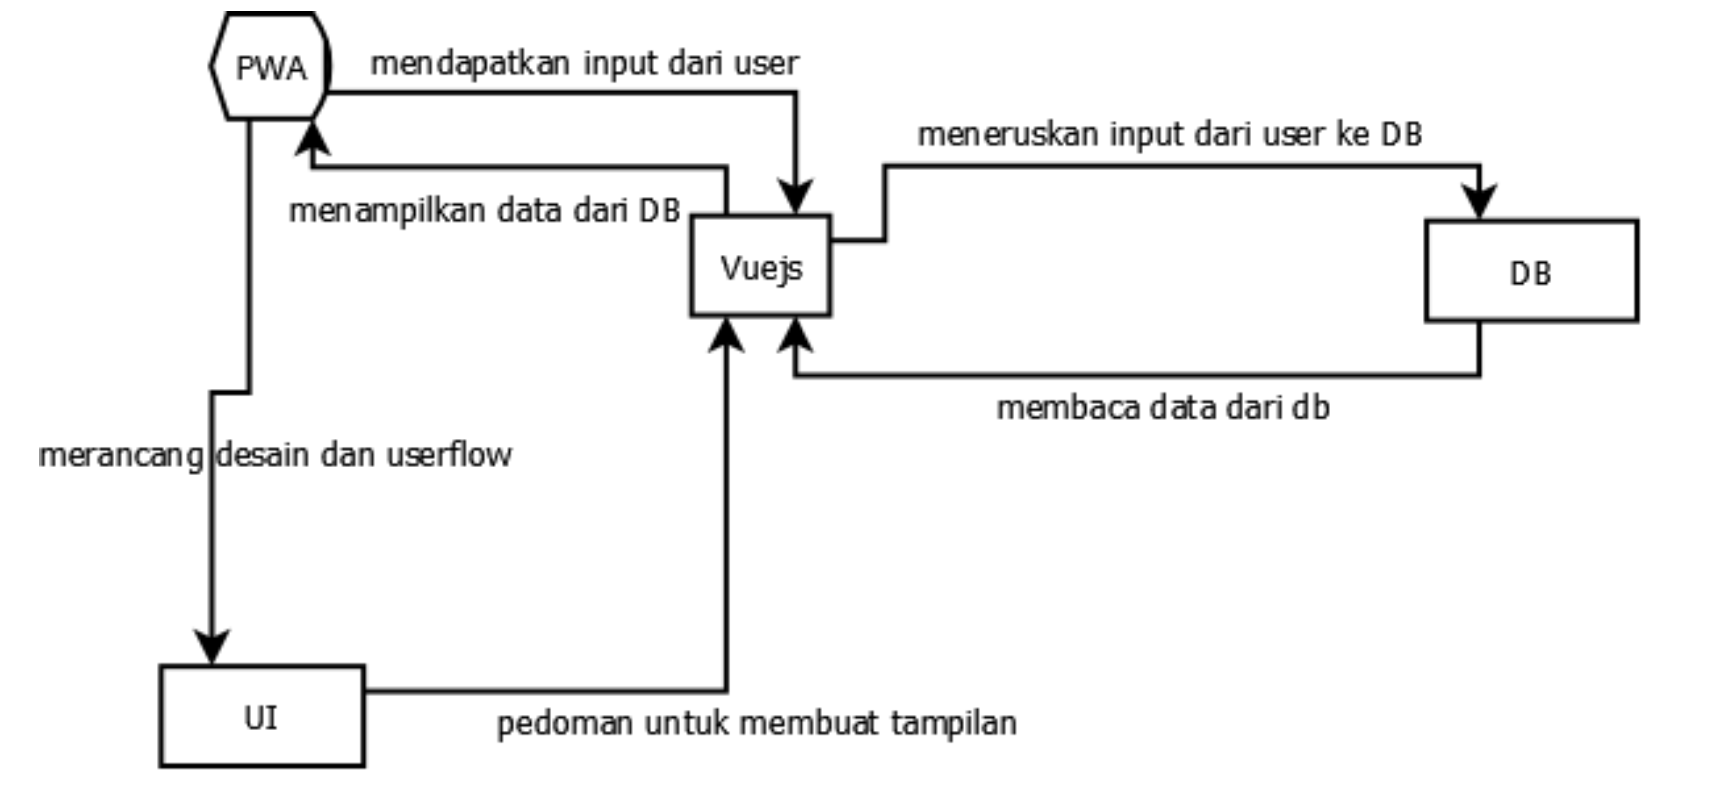 PWA
mendapatkan input dari user
meneruskan input dari user ke DB
menampilkan data dari DB
Vuejs
DB
membaca data dari db
merancang desain dan userflow
UI
pedoman untuk membuat tampilan